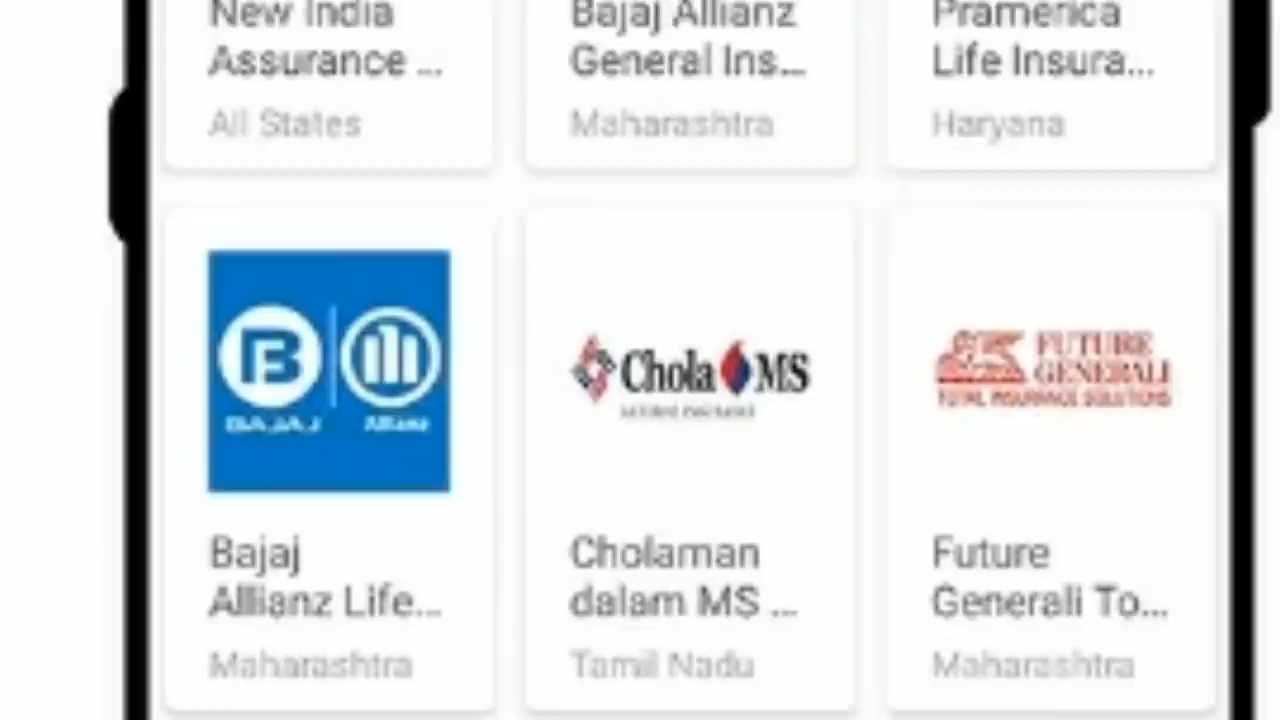 New India
Assurance ...
All States
Bajaj Allianz
General Ins...
Maharashtra
Pramerica
Life Insura...
Haryana
BAJAJ
Allianz
Chola MS
FUTURE
GENERALI
TOTAL INSURANCE SOLUTIONS
Bajaj
Allianz Life...
Maharashtra
Cholaman
dalam MS ...
Tamil Nadu
Future
Generali To...
Maharashtra